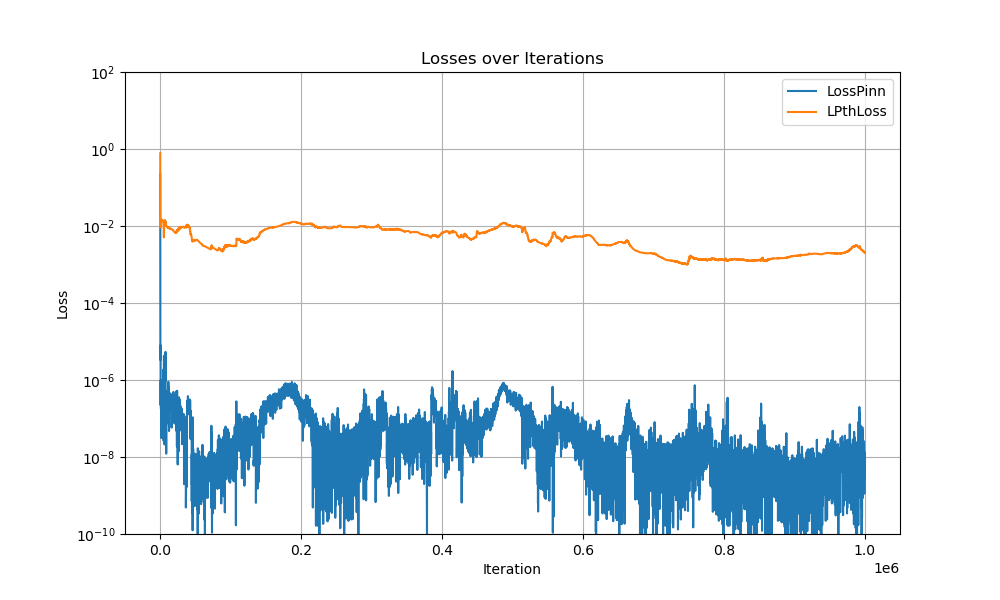 Losses over Iterations
LossPinn
LPthLoss
Loss
10^2
10^0
10^-2
10^-4
10^-6
10^-8
10^-10
0.0 0.2 0.4 0.6 0.8 1.0
1e6
Iteration